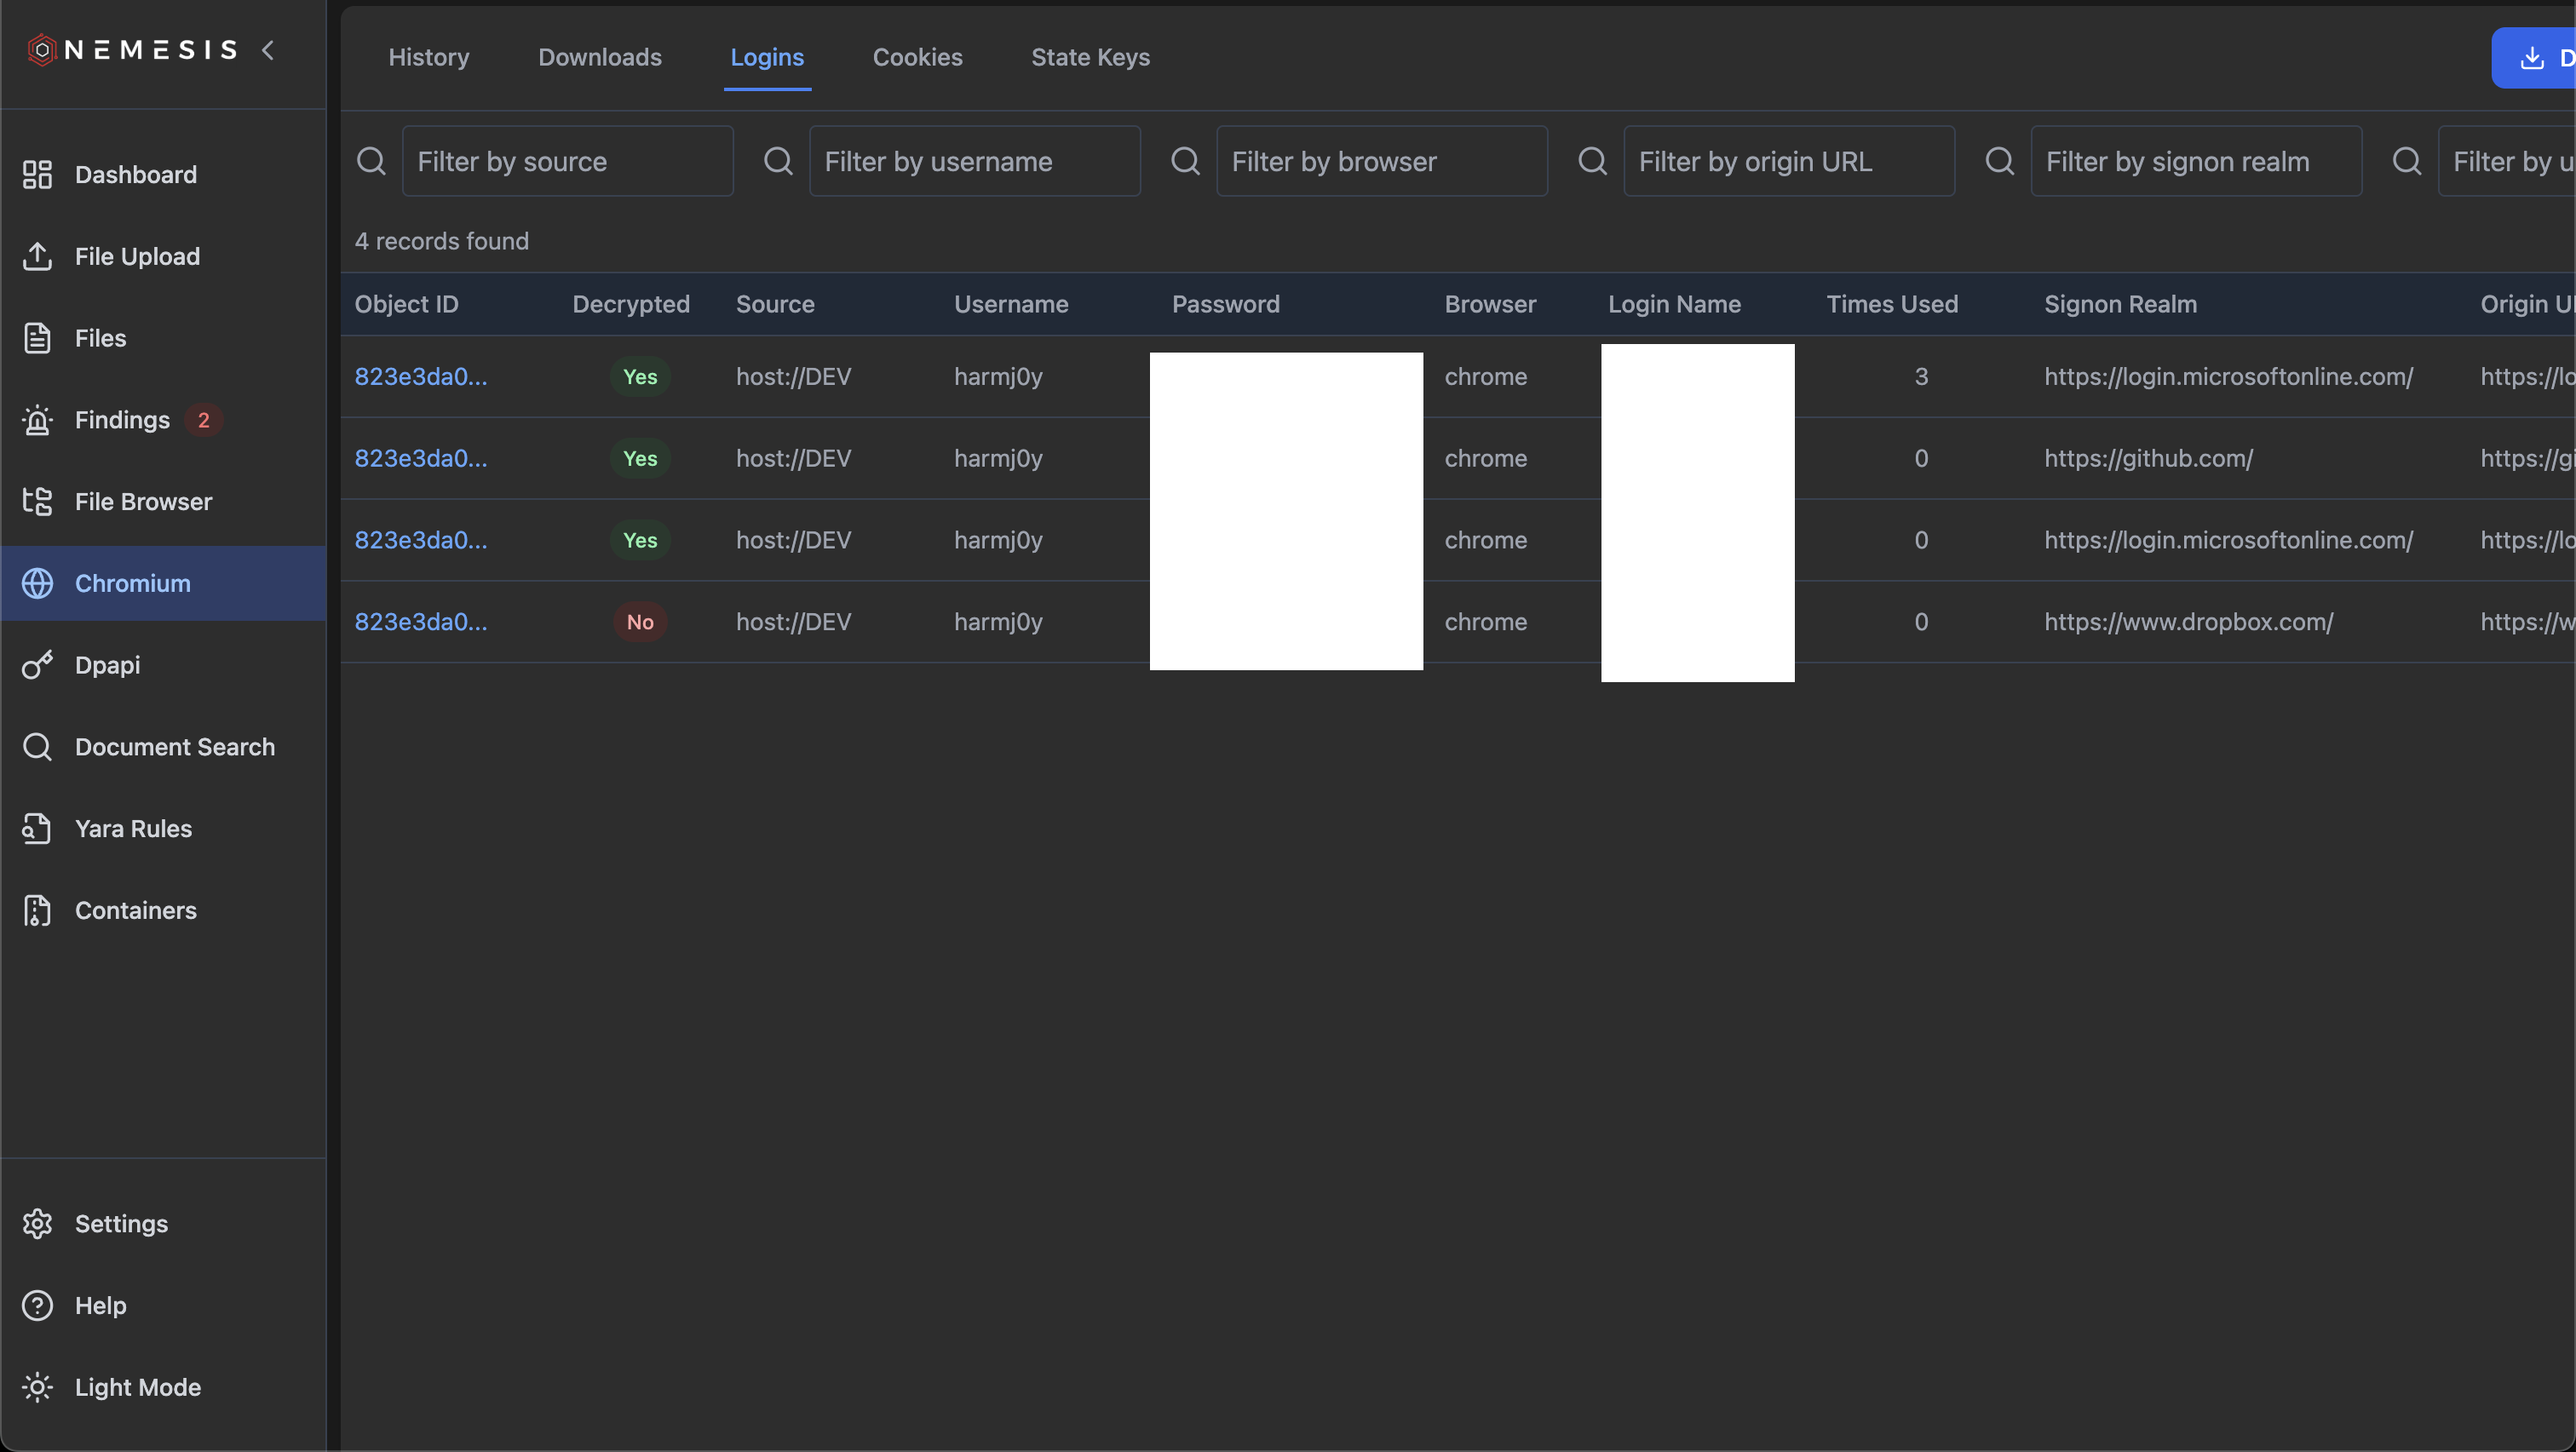 NEMESIS
Dashboard
File Upload
Files
Findings 2
File Browser
Chromium
Dpapi
Document Search
Yara Rules
Containers
Settings
Help
Light Mode
History Downloads Logins Cookies State Keys
Filter by source Filter by username Filter by browser Filter by origin URL Filter by signon realm Filter by
4 records found
Object ID Decrypted Source Username Password Browser Login Name Times Used Signon Realm Origin
823e3da0... Yes host://DEV harmj0y chrome 3 https://login.microsoftonline.com/ https://lo
823e3da0... Yes host://DEV harmj0y chrome 0 https://github.com/ https://gi
823e3da0... Yes host://DEV harmj0y chrome 0 https://login.microsoftonline.com/ https://lo
823e3da0... No host://DEV harmj0y chrome 0 https://www.dropbox.com/ https://w